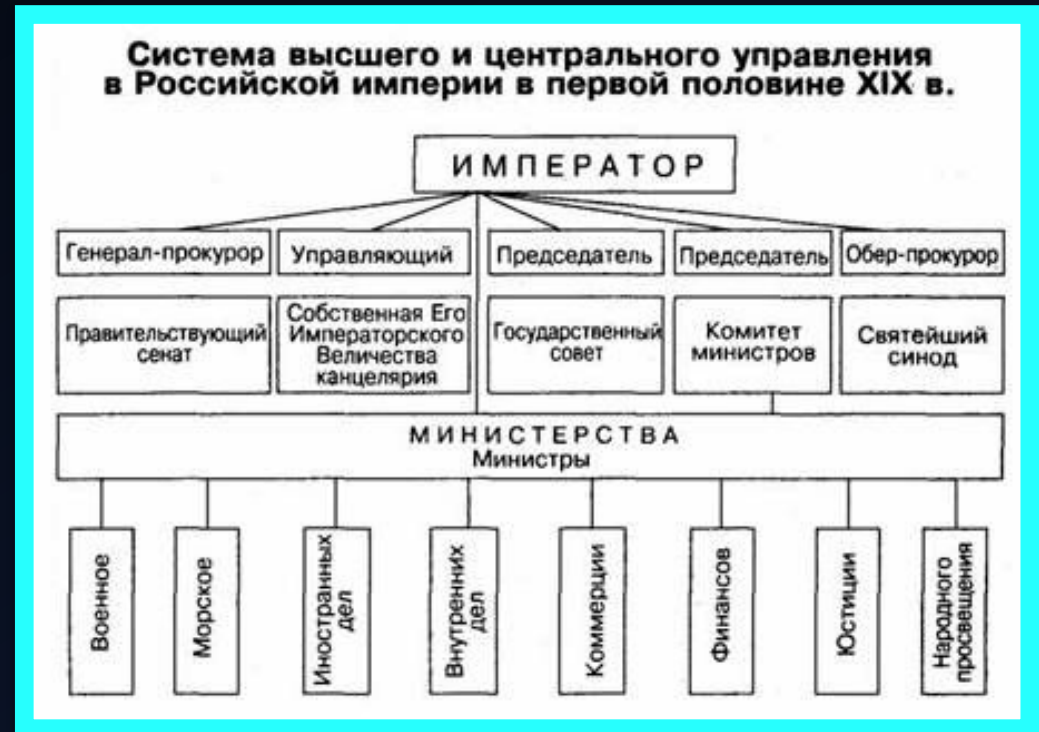 Система высшего и центрального управления
в Российской империи в первой половине XIX в.
ИМПЕРАТОР
Генерал-прокурор
Управляющий
Председатель
Председатель
Обер-прокурор
Правительствующий
сенат
Собственная Его
Императорского
Величества
канцелярия
Государственный
совет
Комитет
министров
Святейший
синод
МИНИСТЕРСТВА
Министры
Военное
Морское
Иностранных
дел
Внутренних
дел
Коммерции
Финансов
Юстиции
Народного
просвещения